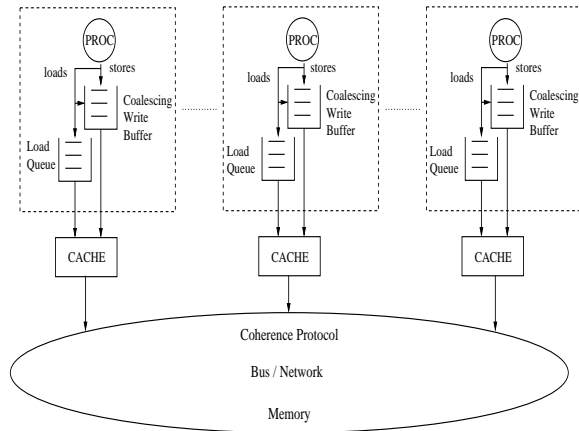 PROC
loads
stores
Coalescing
Write
Buffer
Load
Queue
CACHE
PROC
loads
stores
Coalescing
Write
Buffer
Load
Queue
CACHE
PROC
loads
stores
Coalescing
Write
Buffer
Load
Queue
CACHE
Coherence Protocol
Bus / Network
Memory